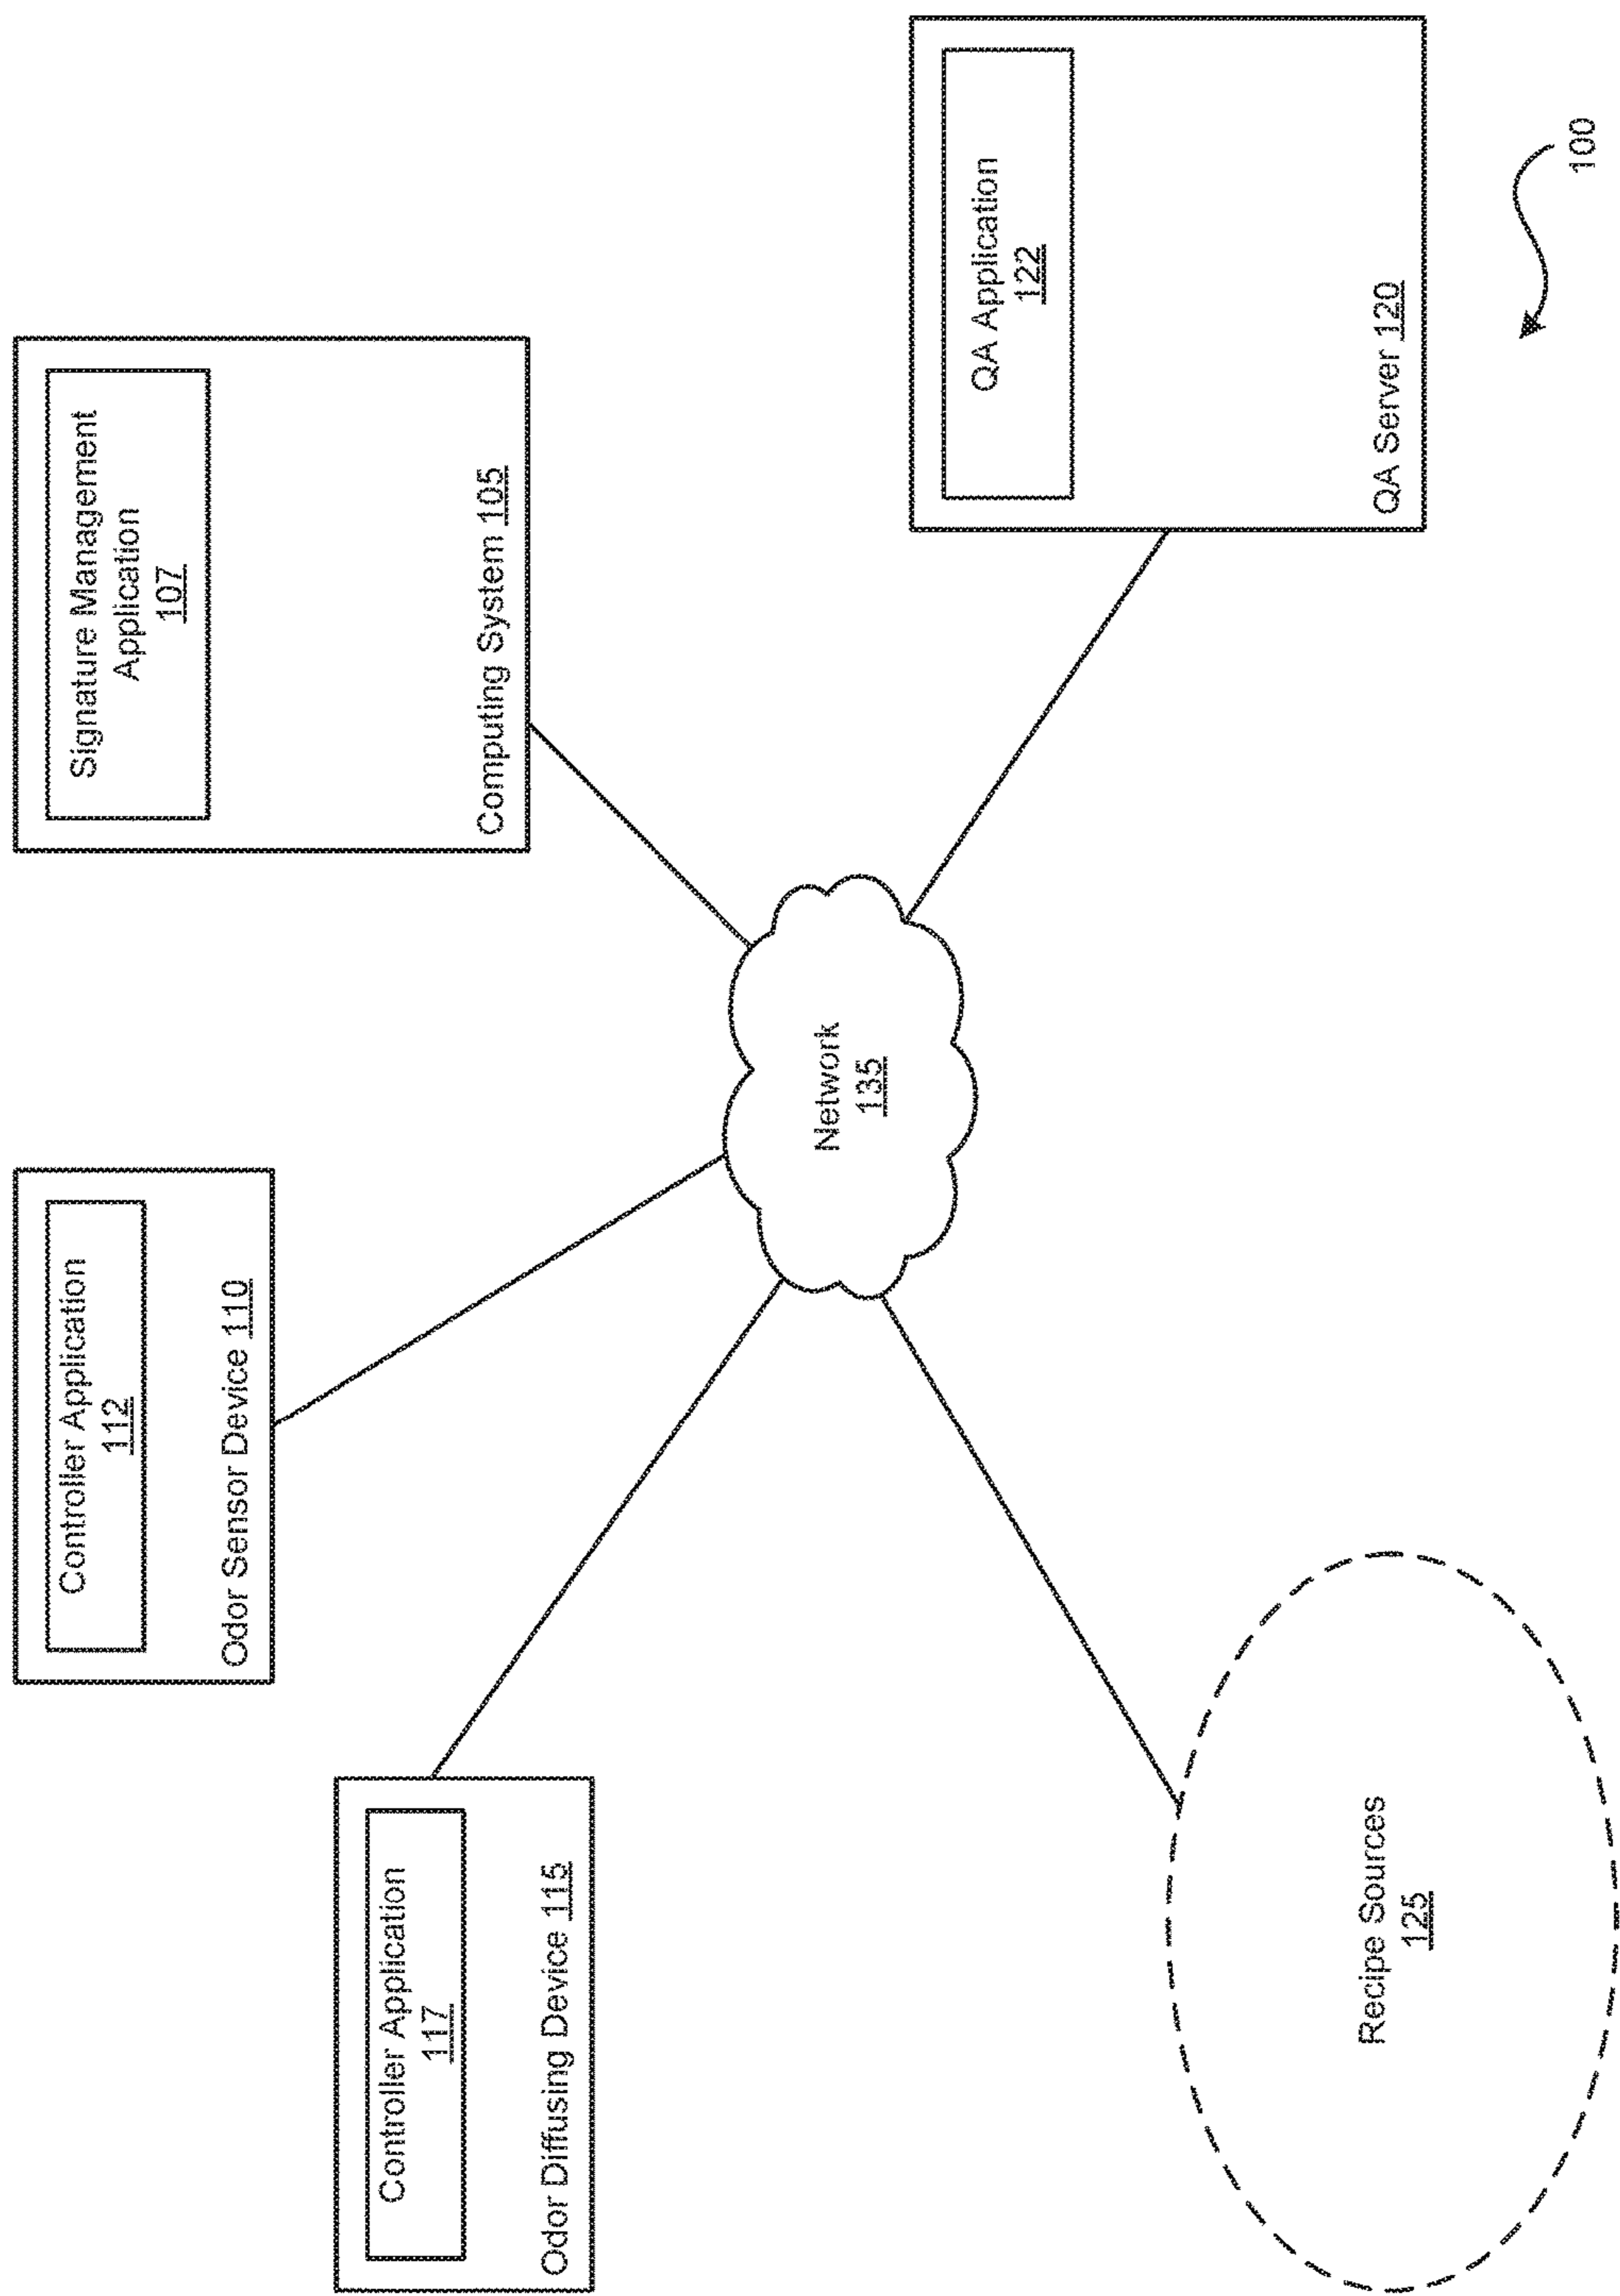 Controller Application
112
Odor Sensor Device 110
Signature Management
Application
107
Computing System 105
Controller Application
117
Odor Diffusing Device 115
Network
135
QA Application
122
QA Server 120
Recipe Sources
125
100